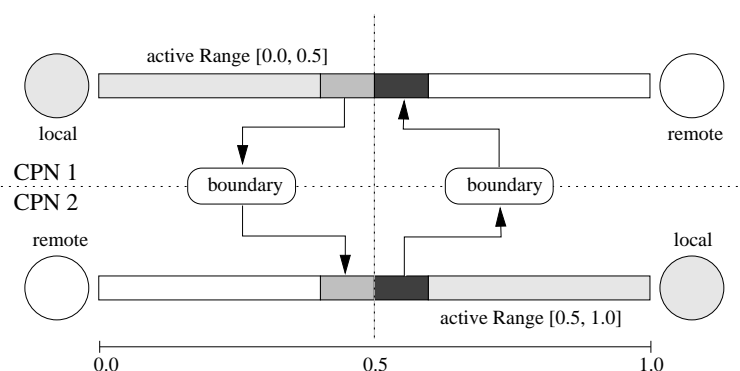 active Range [0.0, 0.5]
local
remote
CPN 1
boundary
boundary
CPN 2
remote
local
active Range [0.5, 1.0]
0.0
0.5
1.0